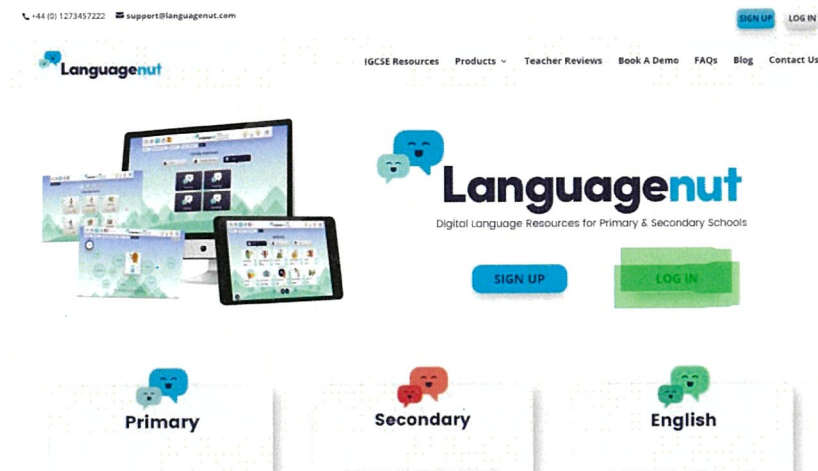 +44 (0) 1273457222 support@languagenut.com SIGN UP LOG IN
Languagenut
IGCSE Resources Products Teacher Reviews Book A Demo FAQs Blog Contact Us
Languagenut
Digital Language Resources for Primary & Secondary Schools
SIGN UP LOG IN
Primary Secondary English